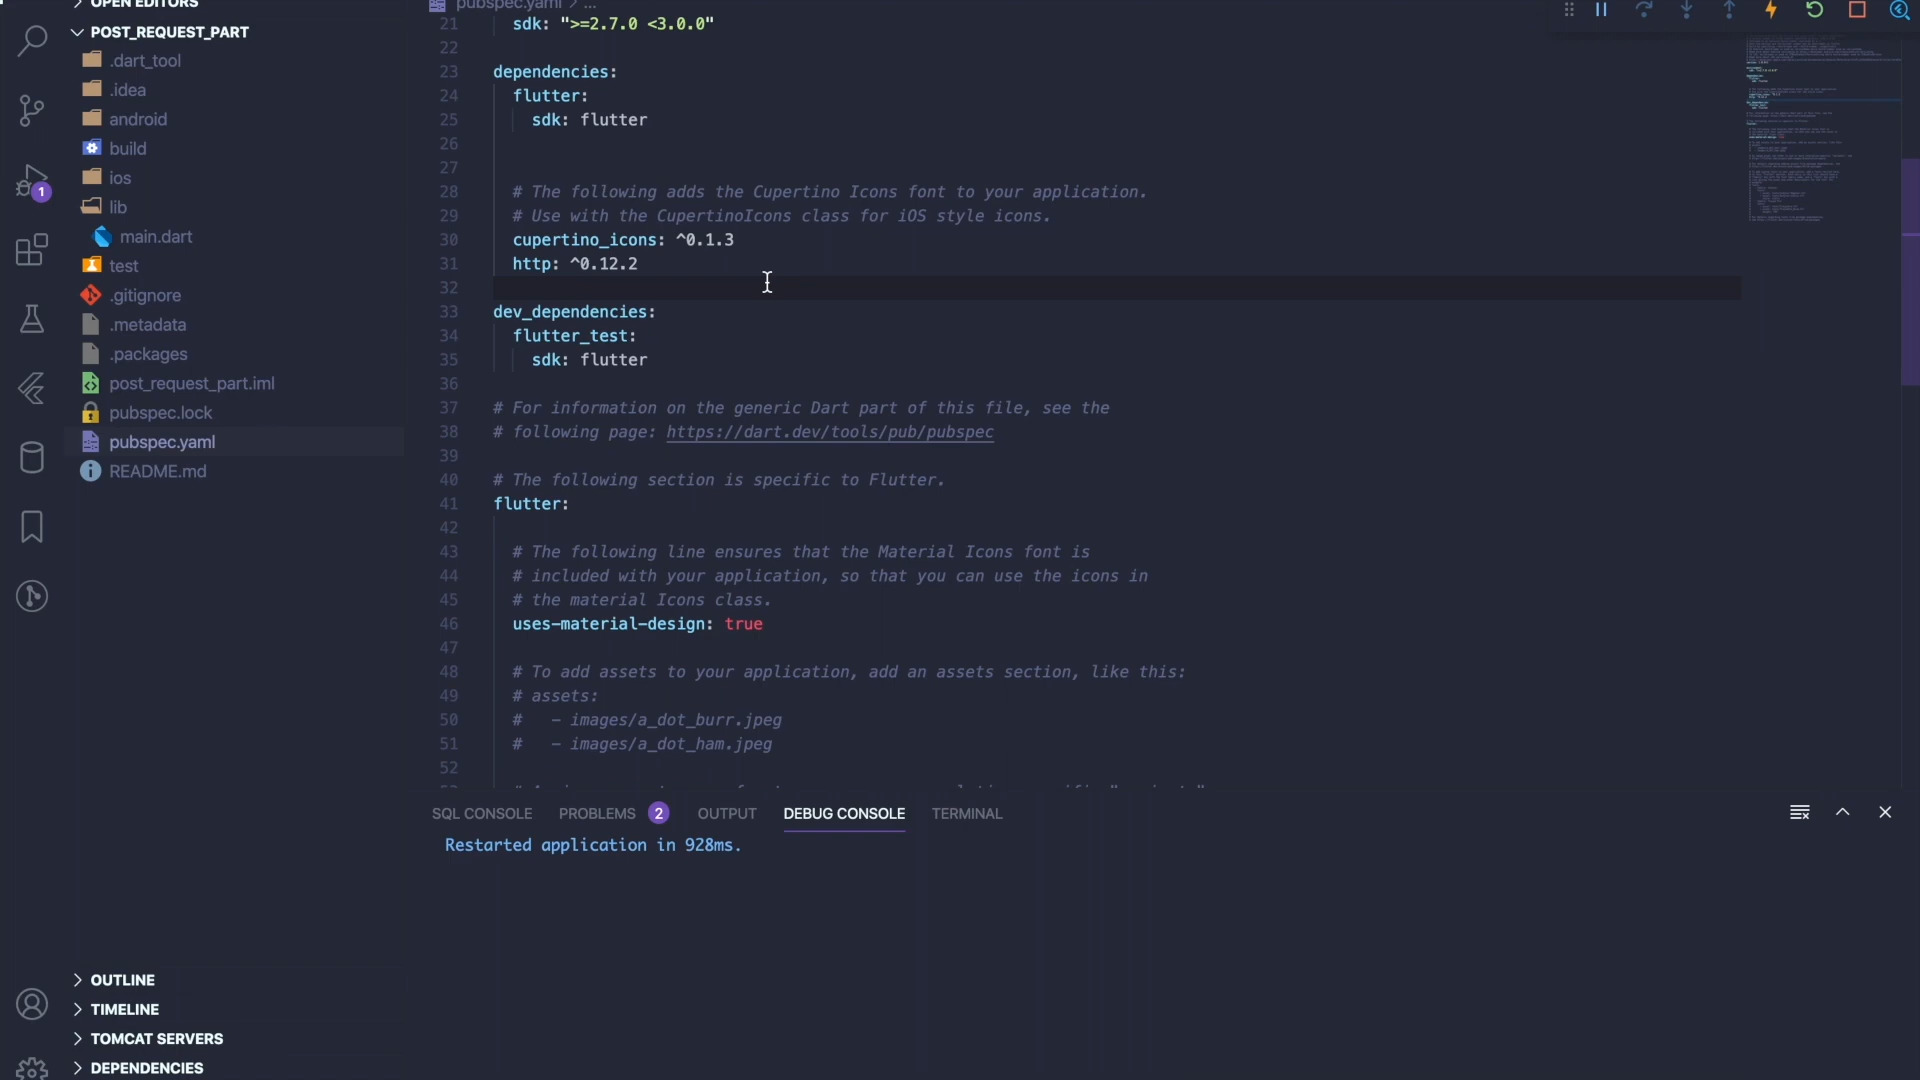 OPEN EDITORS
POST_REQUEST_PART
.dart_tool
.idea
android
build
ios
lib
main.dart
test
.gitignore
.metadata
.packages
post_request_part.iml
pubspec.lock
pubspec.yaml
README.md
OUTLINE
TIMELINE
TOMCAT SERVERS
DEPENDENCIES
1
pubspec.yaml > ...
21 sdk: ">=2.7.0 <3.0.0"
22
23 dependencies:
24 flutter:
25 sdk: flutter
26
27
28 # The following adds the Cupertino Icons font to your application.
29 # Use with the CupertinoIcons class for iOS style icons.
30 cupertino_icons: ^0.1.3
31 http: ^0.12.2
32
33 dev_dependencies:
34 flutter_test:
35 sdk: flutter
36
37 # For information on the generic Dart part of this file, see the
38 # following page: https://dart.dev/tools/pub/pubspec
39
40 # The following section is specific to Flutter.
41 flutter:
42
43 # The following line ensures that the Material Icons font is
44 # included with your application, so that you can use the icons in
45 # the material Icons class.
46 uses-material-design: true
47
48 # To add assets to your application, add an assets section, like this:
49 # assets:
50 # - images/a_dot_burr.jpeg
51 # - images/a_dot_ham.jpeg
52
SQL CONSOLE PROBLEMS 2 OUTPUT DEBUG CONSOLE TERMINAL
Restarted application in 928ms.